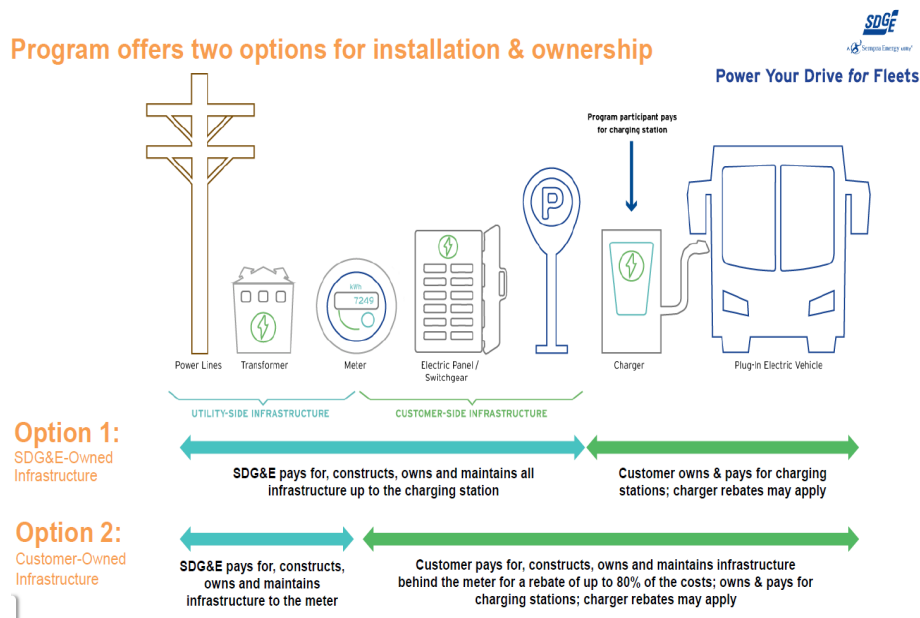 SDGE
A Sempra Energy utility®
Program offers two options for installation & ownership
Power Your Drive for Fleets
Program participant pays
for charging station
P
kWh
7249
Power Lines
Transformer
Meter
Electric Panel /
Switchgear
Charger
Plug-In Electric Vehicle
UTILITY-SIDE INFRASTRUCTURE
CUSTOMER-SIDE INFRASTRUCTURE
Option 1:
SDG&E-Owned
Infrastructure
SDG&E pays for, constructs, owns and maintains all
infrastructure up to the charging station
Customer owns & pays for charging
stations; charger rebates may apply
Option 2:
Customer-Owned
Infrastructure
SDG&E pays for, constructs,
owns and maintains
infrastructure to the meter
Customer pays for, constructs, owns and maintains infrastructure
behind the meter for a rebate of up to 80% of the costs; owns & pays for
charging stations; charger rebates may apply